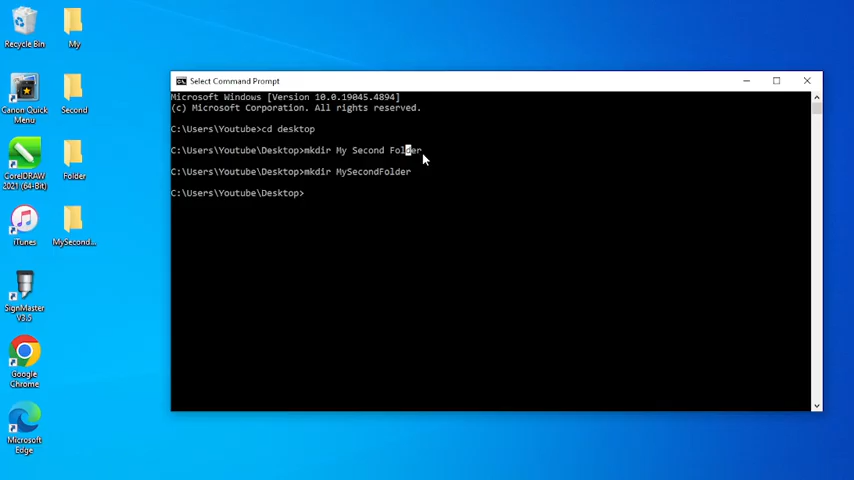 Recycle Bin
My
Canon Quick
Menu
Second
CorelDRAW
2021 (64-Bit)
Folder
iTunes
MySecond...
SignMaster
V3.5
Google
Chrome
Microsoft
Edge
Select Command Prompt
Microsoft Windows [Version 10.0.19045.4894]
(c) Microsoft Corporation. All rights reserved.
C:\Users\Youtube>cd desktop
C:\Users\Youtube\Desktop>mkdir My Second Folder
C:\Users\Youtube\Desktop>mkdir MySecondFolder
C:\Users\Youtube\Desktop>